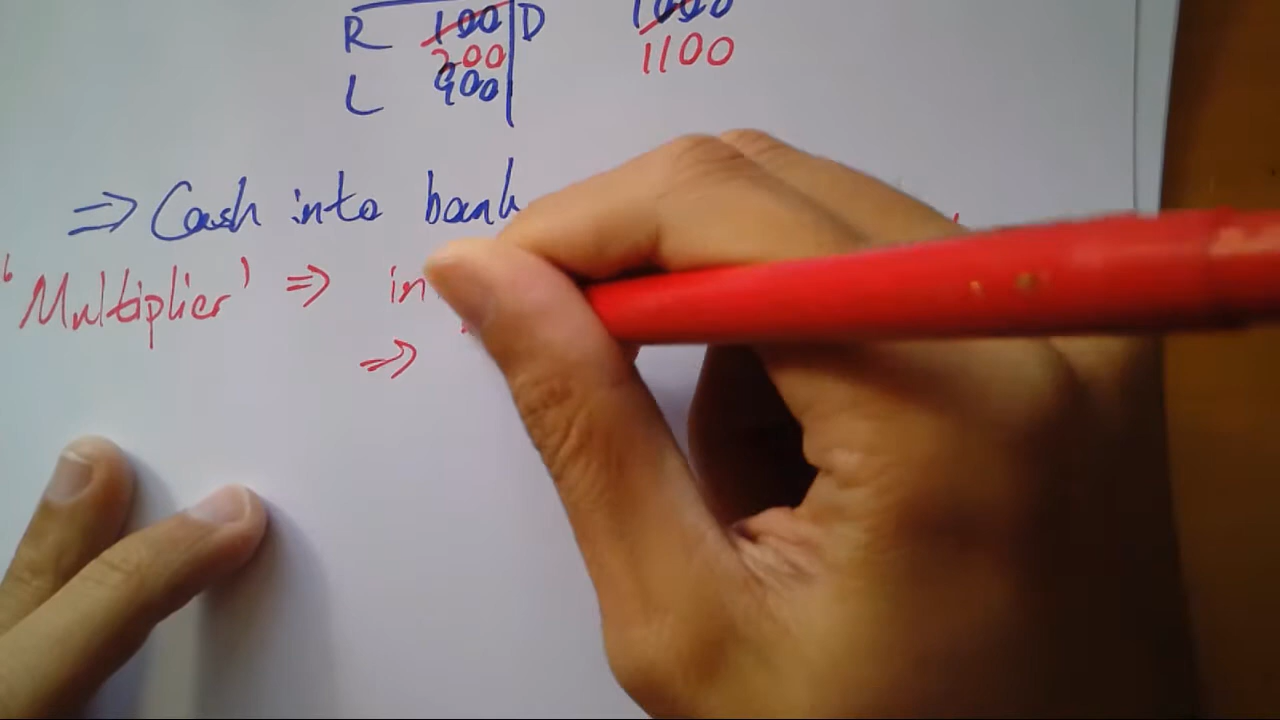 R 100 D 1000
200 1100
L 900
⇒ Cash into bank
'Multiplier' ⇒ in
⇒